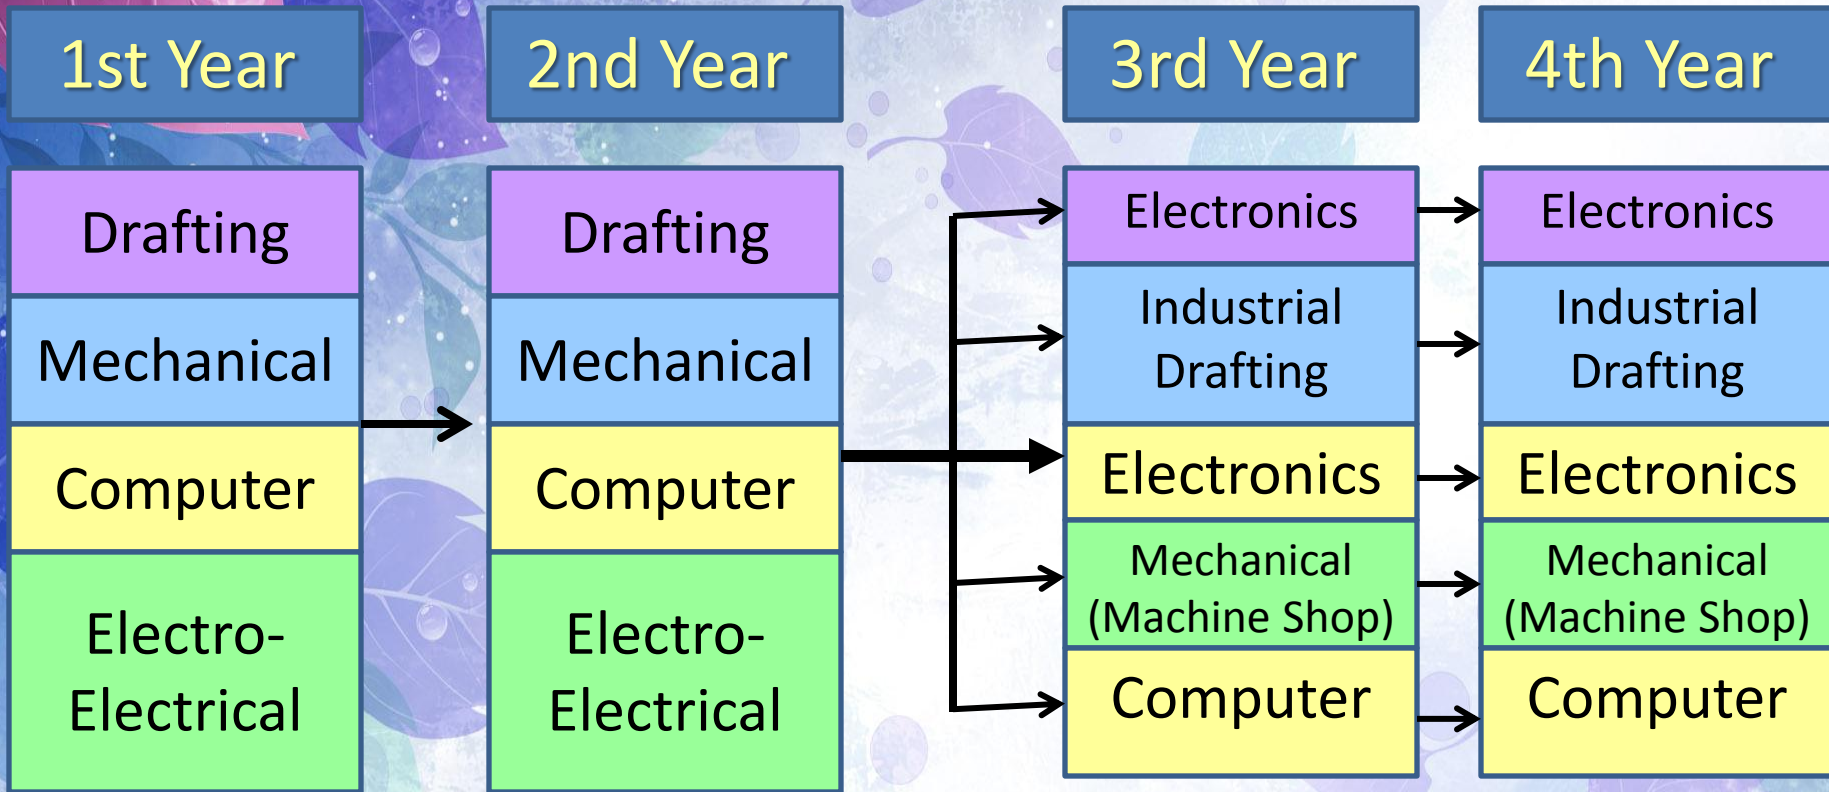 1st Year
2nd Year
3rd Year
4th Year
Drafting
Mechanical
Computer
Electro-
Electrical
Drafting
Mechanical
Computer
Electro-
Electrical
Electronics
Industrial
Drafting
Electronics
Mechanical
(Machine Shop)
Computer
Electronics
Industrial
Drafting
Electronics
Mechanical
(Machine Shop)
Computer